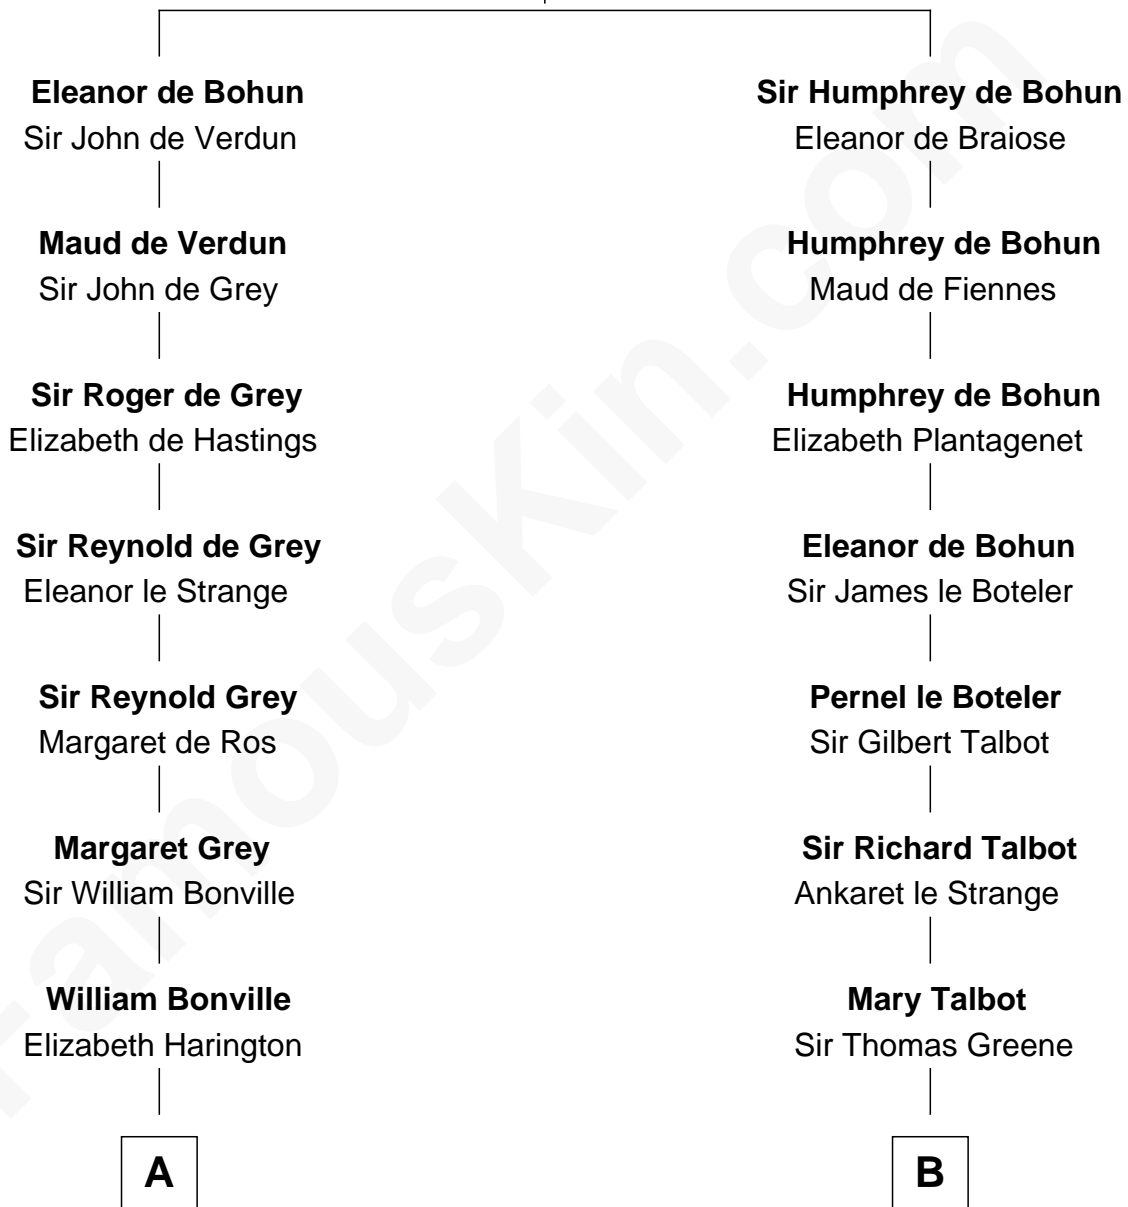 Eleanor de Bohun
Sir John de Verdun
Maud de Verdun
Sir John de Grey
Sir Roger de Grey
Elizabeth de Hastings
Sir Reynold de Grey
Eleanor le Strange
Sir Reynold Grey
Margaret de Ros
Margaret Grey
Sir William Bonville
William Bonville
Elizabeth Harington
A
Sir Humphrey de Bohun
Eleanor de Braiose
Humphrey de Bohun
Maud de Fiennes
Humphrey de Bohun
Elizabeth Plantagenet
Eleanor de Bohun
Sir James le Boteler
Pernel le Boteler
Sir Gilbert Talbot
Sir Richard Talbot
Ankaret le Strange
Mary Talbot
Sir Thomas Greene
B
FamousKin.com